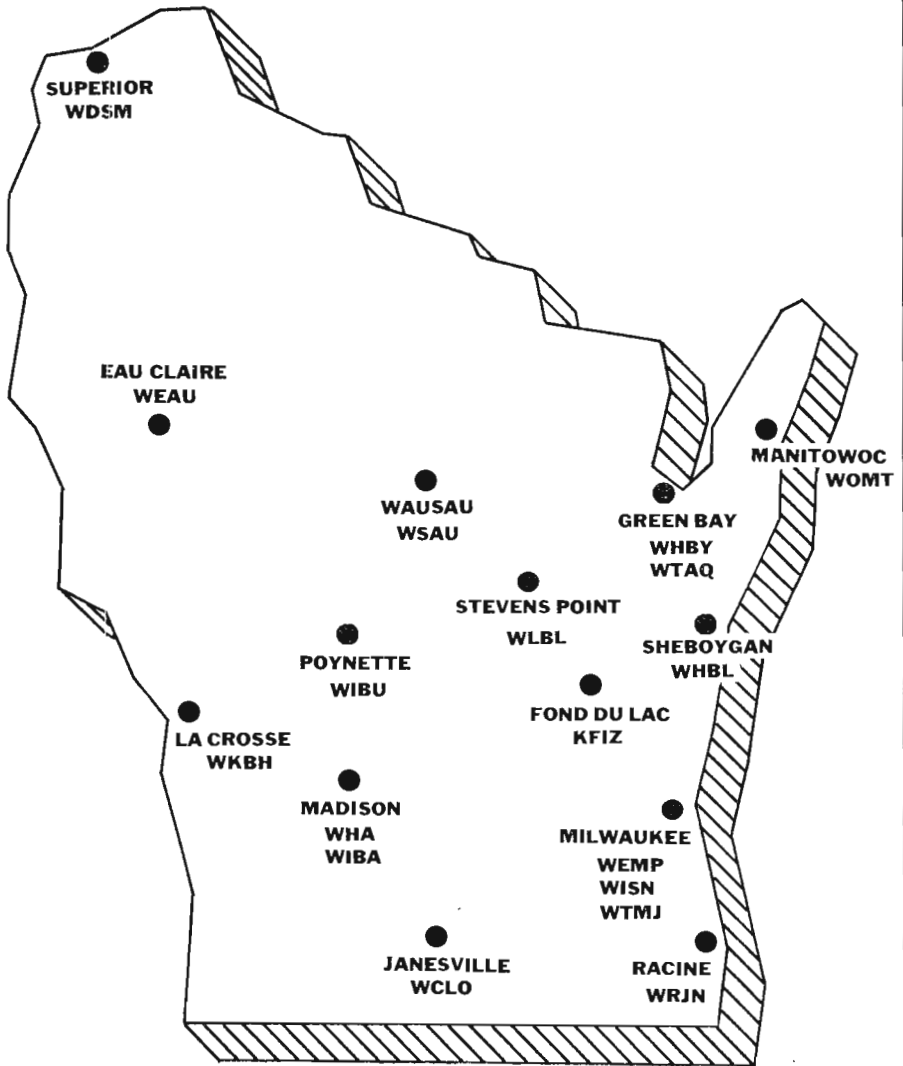 SUPERIOR
WDSM
EAU CLAIRE
WEAU
MANITOWOC
WOMT
WAUSAU
WSAU
GREEN BAY
WHBY
WTAQ
STEVENS POINT
WLBL
SHEBOYGAN
WHBL
POYNETTE
WIBU
FOND DU LAC
KFIZ
LA CROSSE
WKBH
MADISON
WHA
WIBA
MILWAUKEE
WEMP
WISN
WTMJ
JANESVILLE
WCLO
RACINE
WRJN